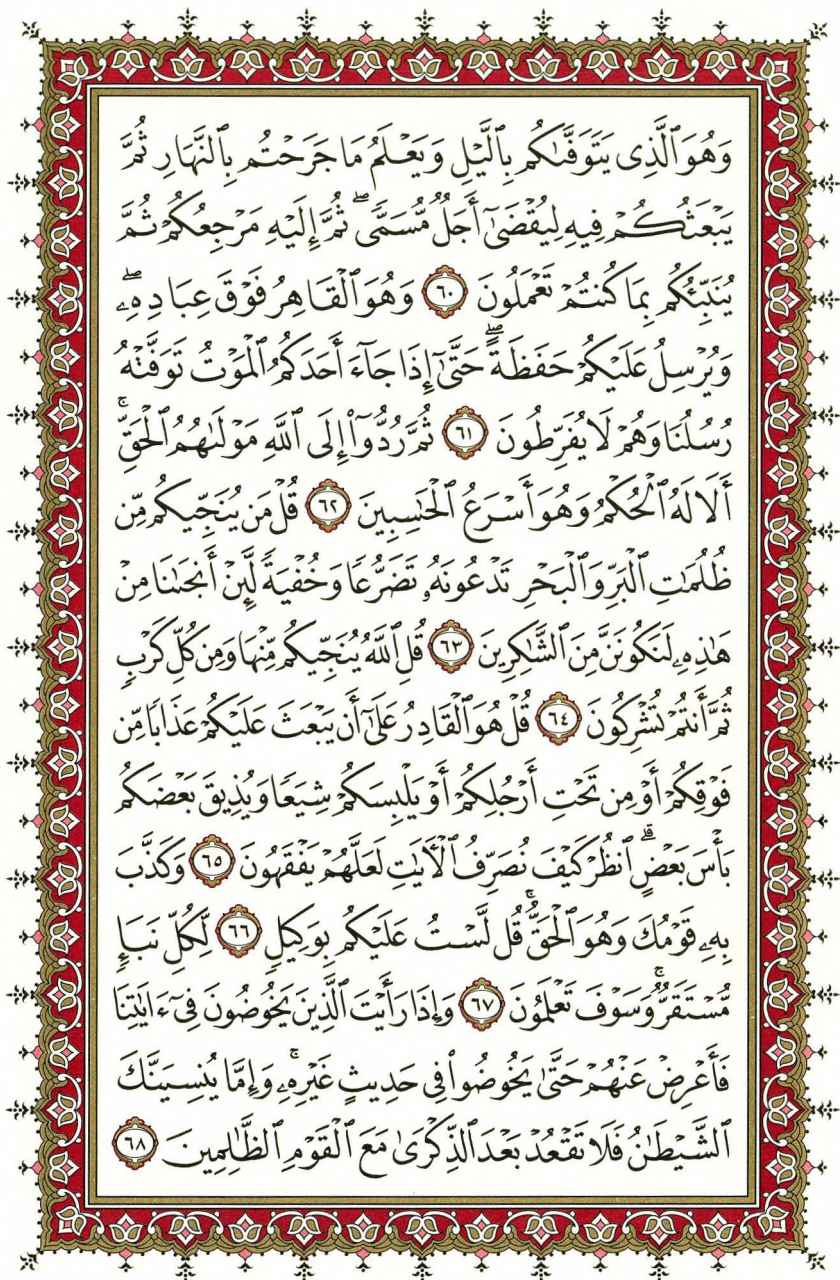 وَهُوَ ٱلَّذِى يَتَوَفَّىٰكُم بِٱلَّيْلِ وَيَعْلَمُ مَا جَرَحْتُم بِٱلنَّهَارِ ثُمَّ
يَبْعَثُكُمْ فِيهِ لِيُقْضَىٰٓ أَجَلٌ مُّسَمًّى ۖ ثُمَّ إِلَيْهِ مَرْجِعُكُمْ ثُمَّ
يُنَبِّئُكُم بِمَا كُنتُمْ تَعْمَلُونَ ٦٠ وَهُوَ ٱلْقَاهِرُ فَوْقَ عِبَادِهِۦ ۖ
وَيُرْسِلُ عَلَيْكُمْ حَفَظَةً ۖ حَتَّىٰٓ إِذَا جَآءَ أَحَدَكُمُ ٱلْمَوْتُ تَوَفَّتْهُ
رُسُلُنَا وَهُمْ لَا يُفَرِّطُونَ ٦١ ثُمَّ رُدُّوٓا۟ إِلَى ٱللَّهِ مَوْلَىٰهُمُ ٱلْحَقِّ ۚ
أَلَا لَهُ ٱلْحُكْمُ وَهُوَ أَسْرَعُ ٱلْحَـٰسِبِينَ ٦٢ قُلْ مَن يُنَجِّيكُم مِّن
ظُلُمَـٰتِ ٱلْبَرِّ وَٱلْبَحْرِ تَدْعُونَهُۥ تَضَرُّعًا وَخُفْيَةً لَّئِنْ أَنجَىٰنَا مِنْ
هَـٰذِهِۦ لَنَكُونَنَّ مِنَ ٱلشَّـٰكِرِينَ ٦٣ قُلِ ٱللَّهُ يُنَجِّيكُم مِّنْهَا وَمِن كُلِّ كَرْبٍ
ثُمَّ أَنتُمْ تُشْرِكُونَ ٦٤ قُلْ هُوَ ٱلْقَادِرُ عَلَىٰٓ أَن يَبْعَثَ عَلَيْكُمْ عَذَابًا مِّن
فَوْقِكُمْ أَوْ مِن تَحْتِ أَرْجُلِكُمْ أَوْ يَلْبِسَكُمْ شِيَعًا وَيُذِيقَ بَعْضَكُم
بَأْسَ بَعْضٍ ۗ ٱنظُرْ كَيْفَ نُصَرِّفُ ٱلْـَٔايَـٰتِ لَعَلَّهُمْ يَفْقَهُونَ ٦٥ وَكَذَّبَ
بِهِۦ قَوْمُكَ وَهُوَ ٱلْحَقُّ ۚ قُل لَّسْتُ عَلَيْكُم بِوَكِيلٍ ٦٦ لِّكُلِّ نَبَإٍ
مُّسْتَقَرٌّ ۚ وَسَوْفَ تَعْلَمُونَ ٦٧ وَإِذَا رَأَيْتَ ٱلَّذِينَ يَخُوضُونَ فِىٓ ءَايَـٰتِنَا
فَأَعْرِضْ عَنْهُمْ حَتَّىٰ يَخُوضُوا۟ فِى حَدِيثٍ غَيْرِهِۦ ۚ وَإِمَّا يُنسِيَنَّكَ
ٱلشَّيْطَـٰنُ فَلَا تَقْعُدْ بَعْدَ ٱلذِّكْرَىٰ مَعَ ٱلْقَوْمِ ٱلظَّـٰلِمِينَ ٦٨